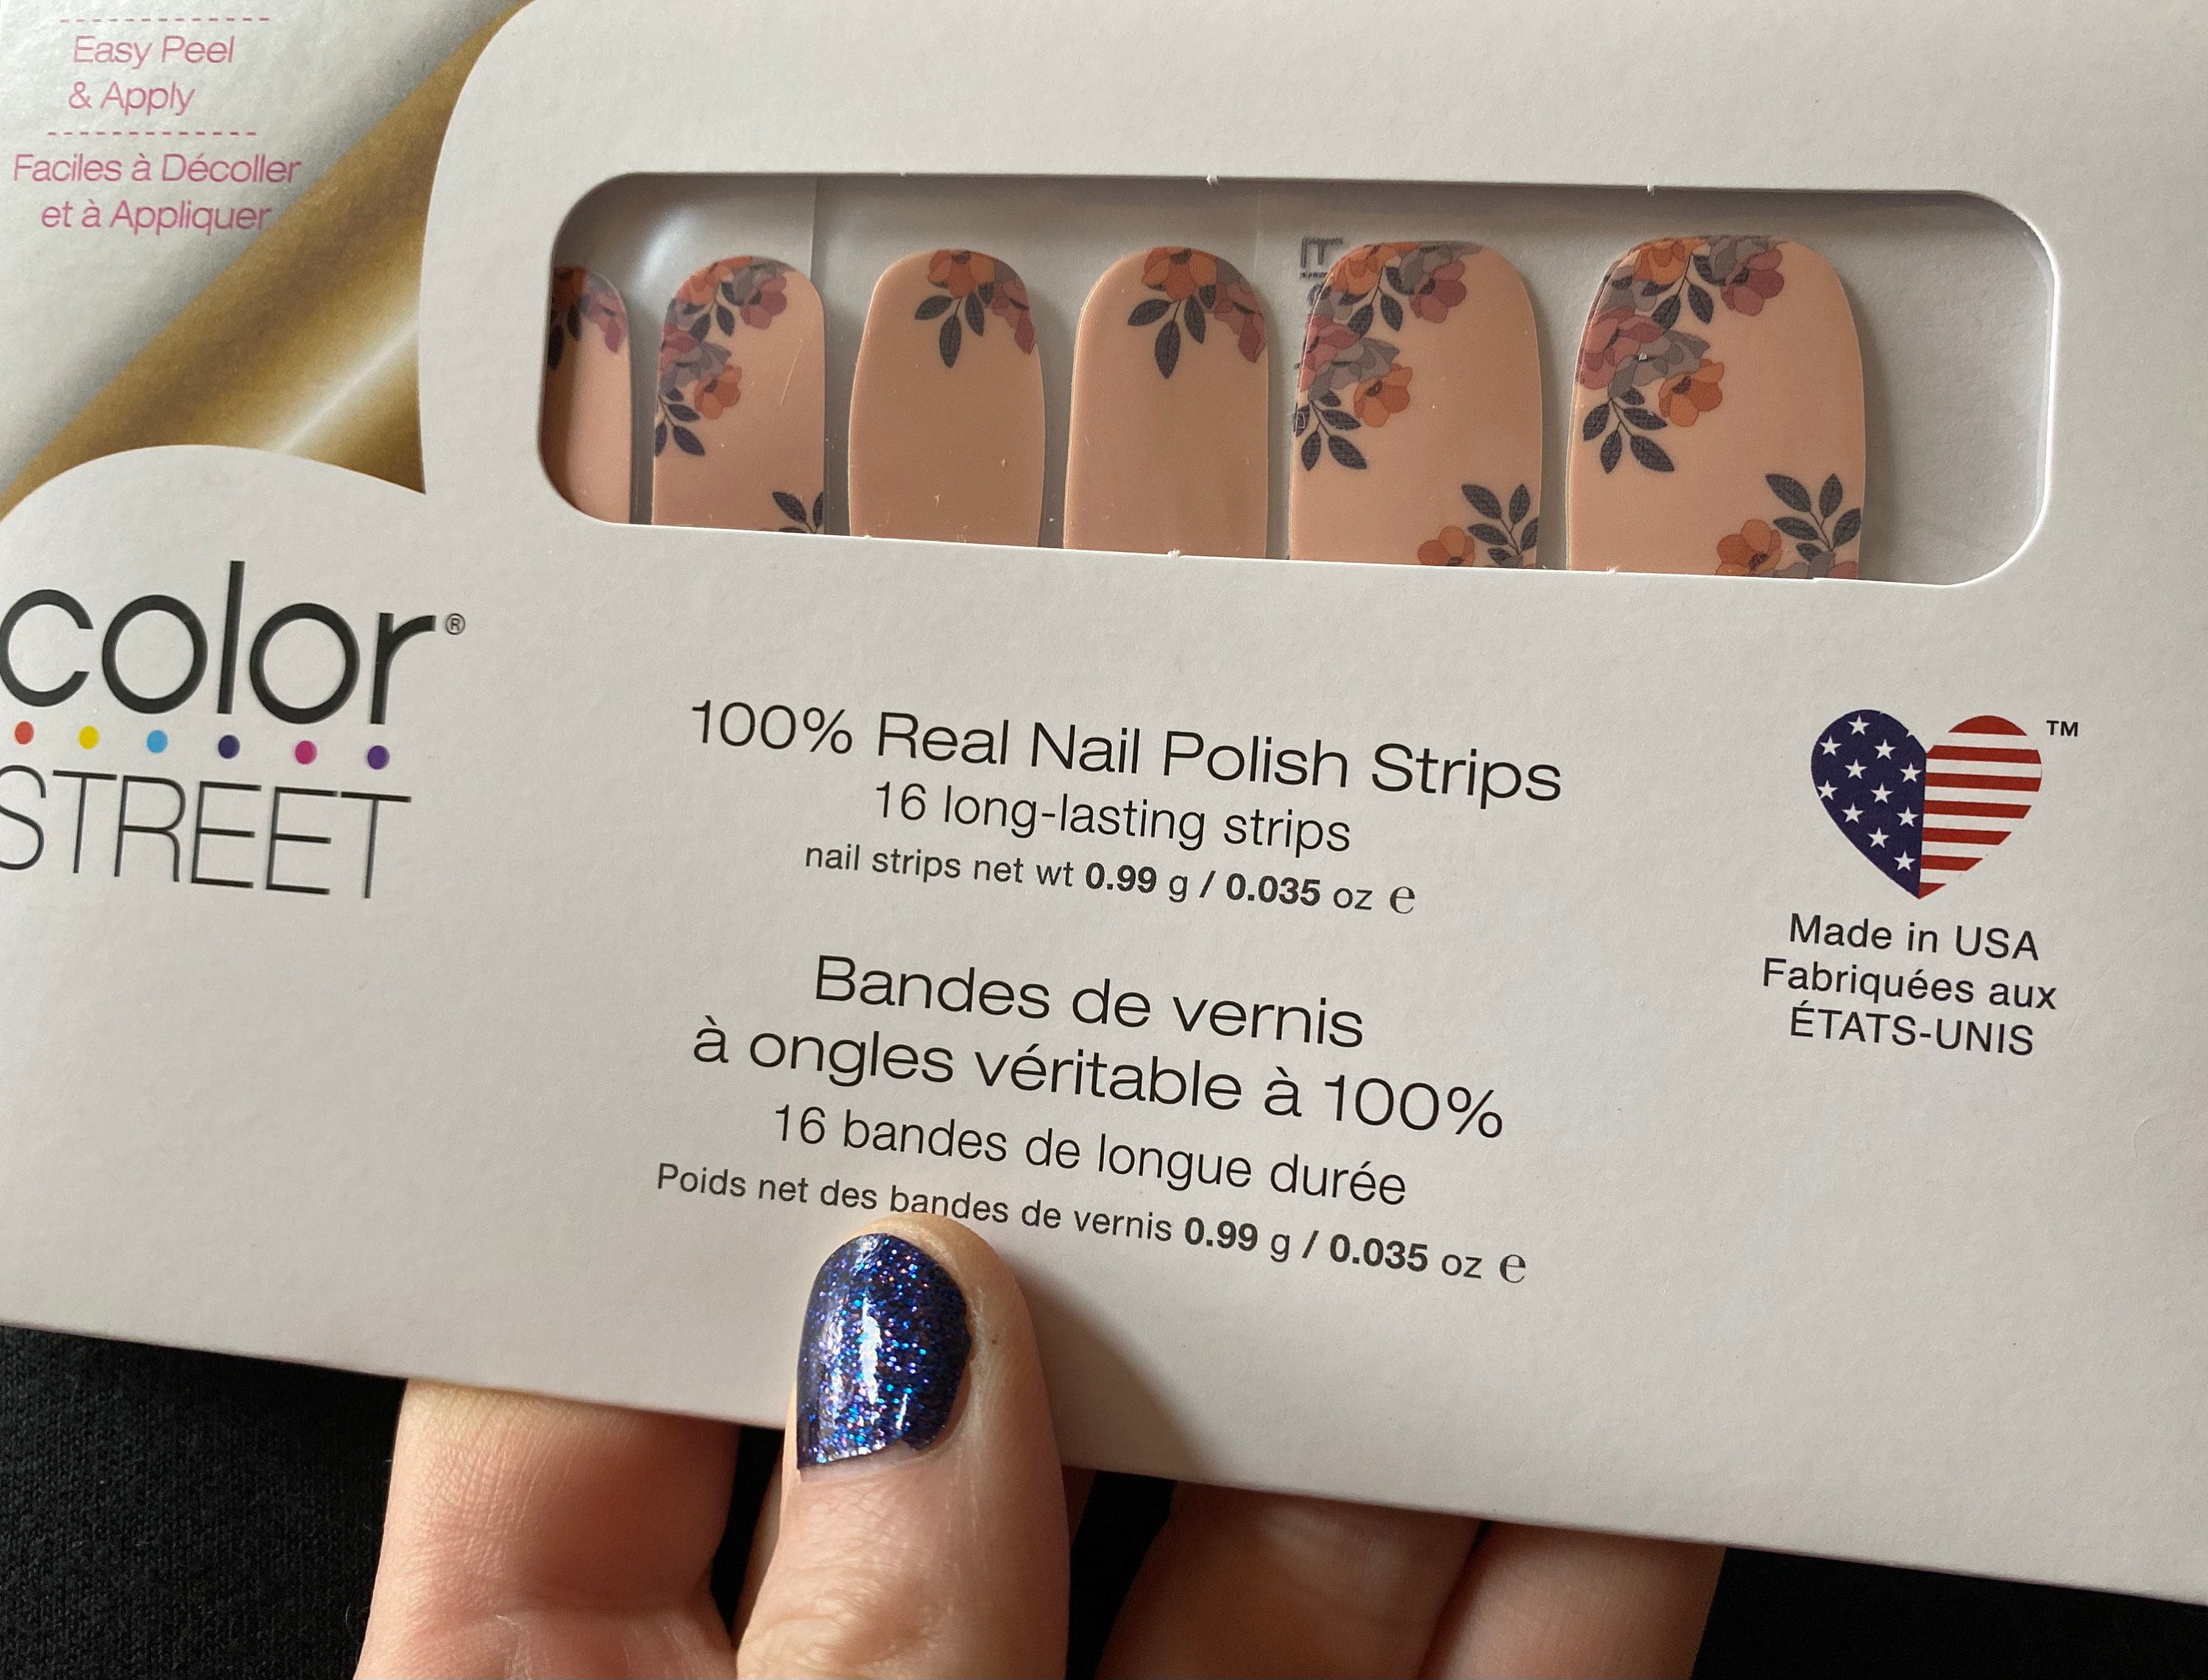 Easy Peel
& Apply
Faciles à Décoller
et à Appliquer
color®
STREET
100% Real Nail Polish Strips
16 long-lasting strips
nail strips net wt 0.99 g / 0.035 oz ℮
Bandes de vernis
à ongles véritable à 100%
16 bandes de longue durée
Poids net des bandes de vernis 0.99 g / 0.035 oz ℮
TM
Made in USA
Fabriquées aux
ÉTATS-UNIS